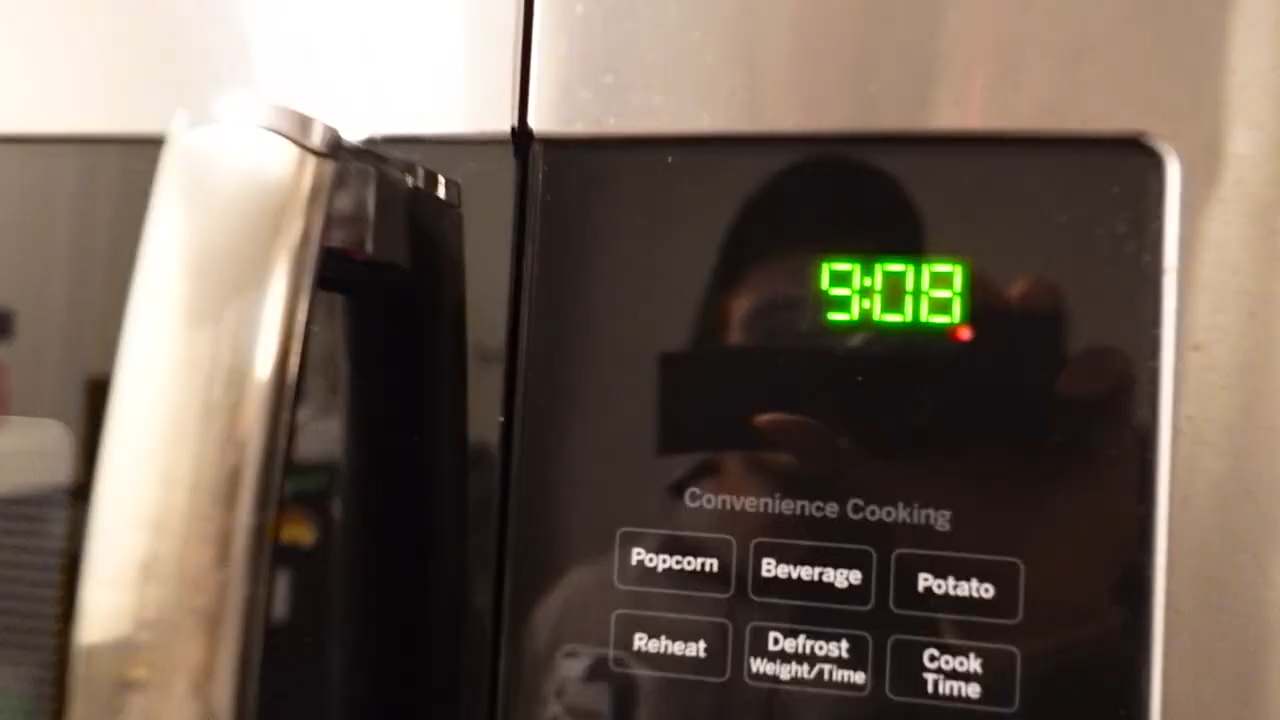 9:08
Convenience Cooking
Popcorn
Beverage
Potato
Reheat
Defrost
Weight/Time
Cook
Time